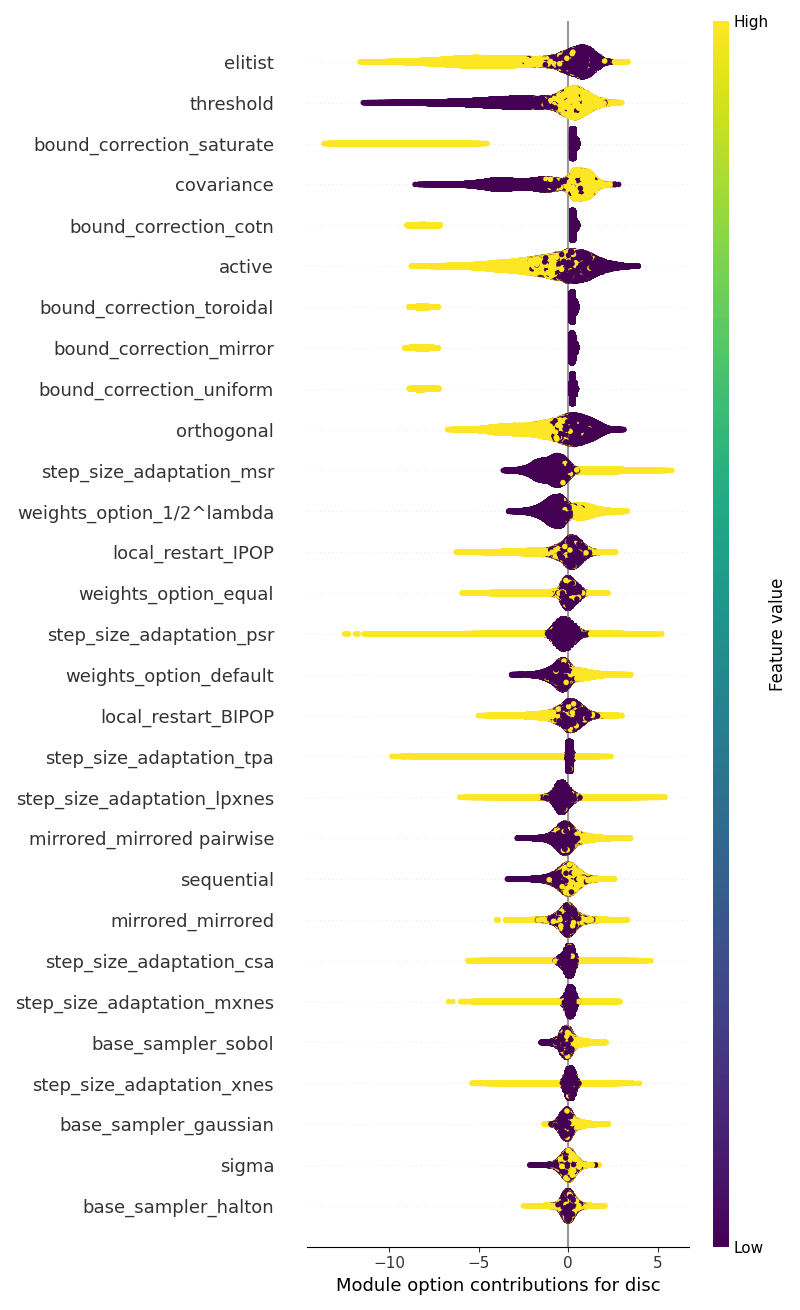 High
elitist
threshold
bound_correction_saturate
covariance
bound_correction_cotn
active
bound_correction_toroidal
bound_correction_mirror
bound_correction_uniform
orthogonal
step_size_adaptation_msr
weights_option_1/2^lambda
local_restart_IPOP
weights_option_equal
step_size_adaptation_psr
weights_option_default
local_restart_BIPOP
step_size_adaptation_tpa
step_size_adaptation_lpxnes
mirrored_mirrored pairwise
sequential
mirrored_mirrored
step_size_adaptation_csa
step_size_adaptation_mxnes
base_sampler_sobol
step_size_adaptation_xnes
base_sampler_gaussian
sigma
base_sampler_halton
Feature value
Low
−10 −5 0 5
Module option contributions for disc